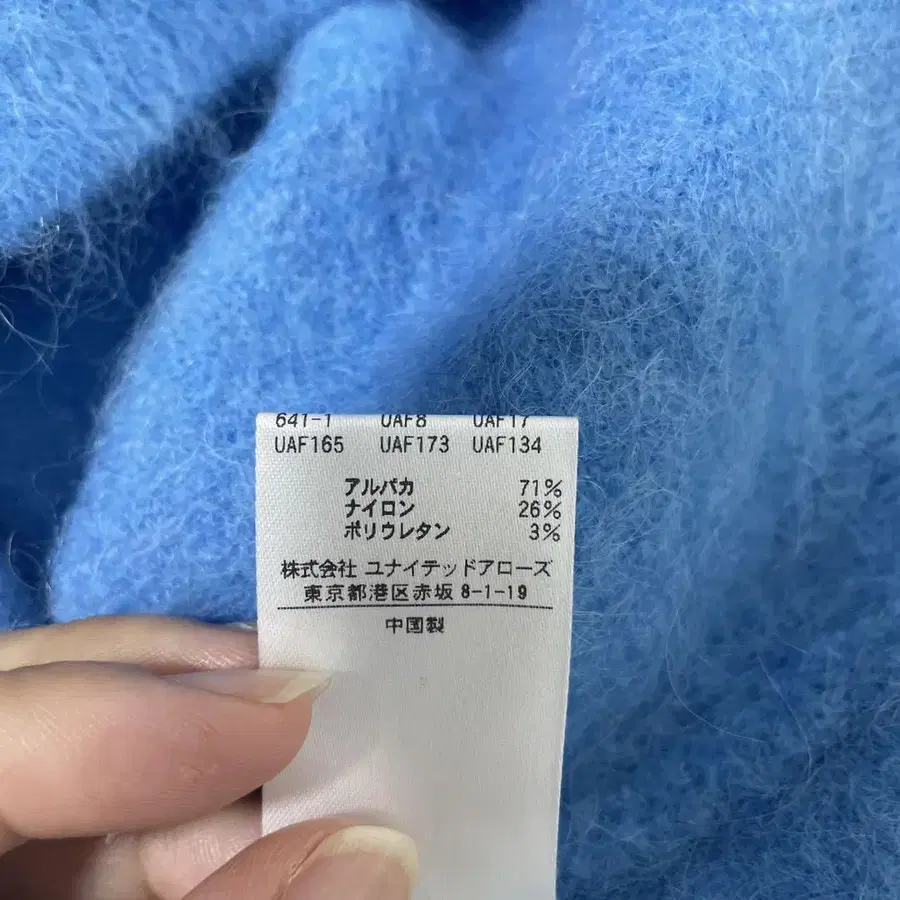 641-1 UAF8 UAF17
UAF165 UAF173 UAF134
アルパカ 71%
ナイロン 26%
ポリウレタン 3%
株式会社 ユナイテッドアローズ
東京都港区赤坂 8-1-19
中国製